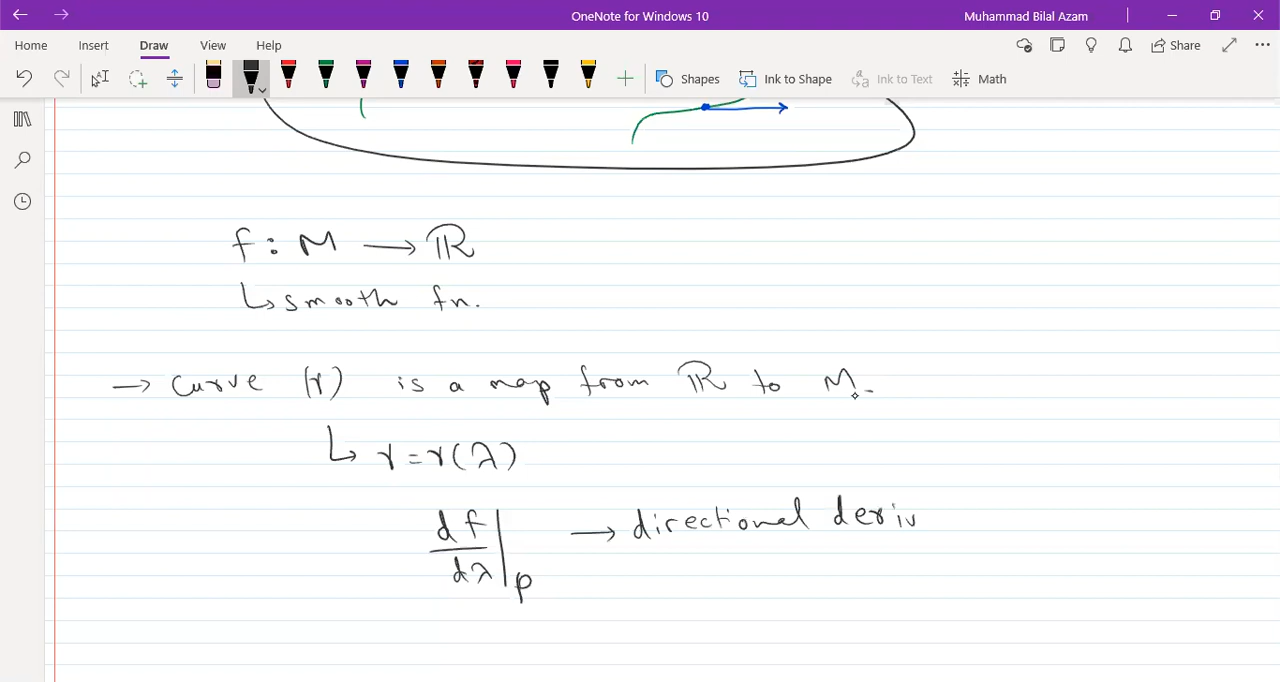 OneNote for Windows 10
Muhammad Bilal Azam
Home Insert Draw View Help
Share
Shapes Ink to Shape Ink to Text Math
f : M → ℝ
↳ smooth fn.
→ Curve (γ) is a map from ℝ to M.
↳ γ = γ(λ)
df/dλ|p → directional deriv